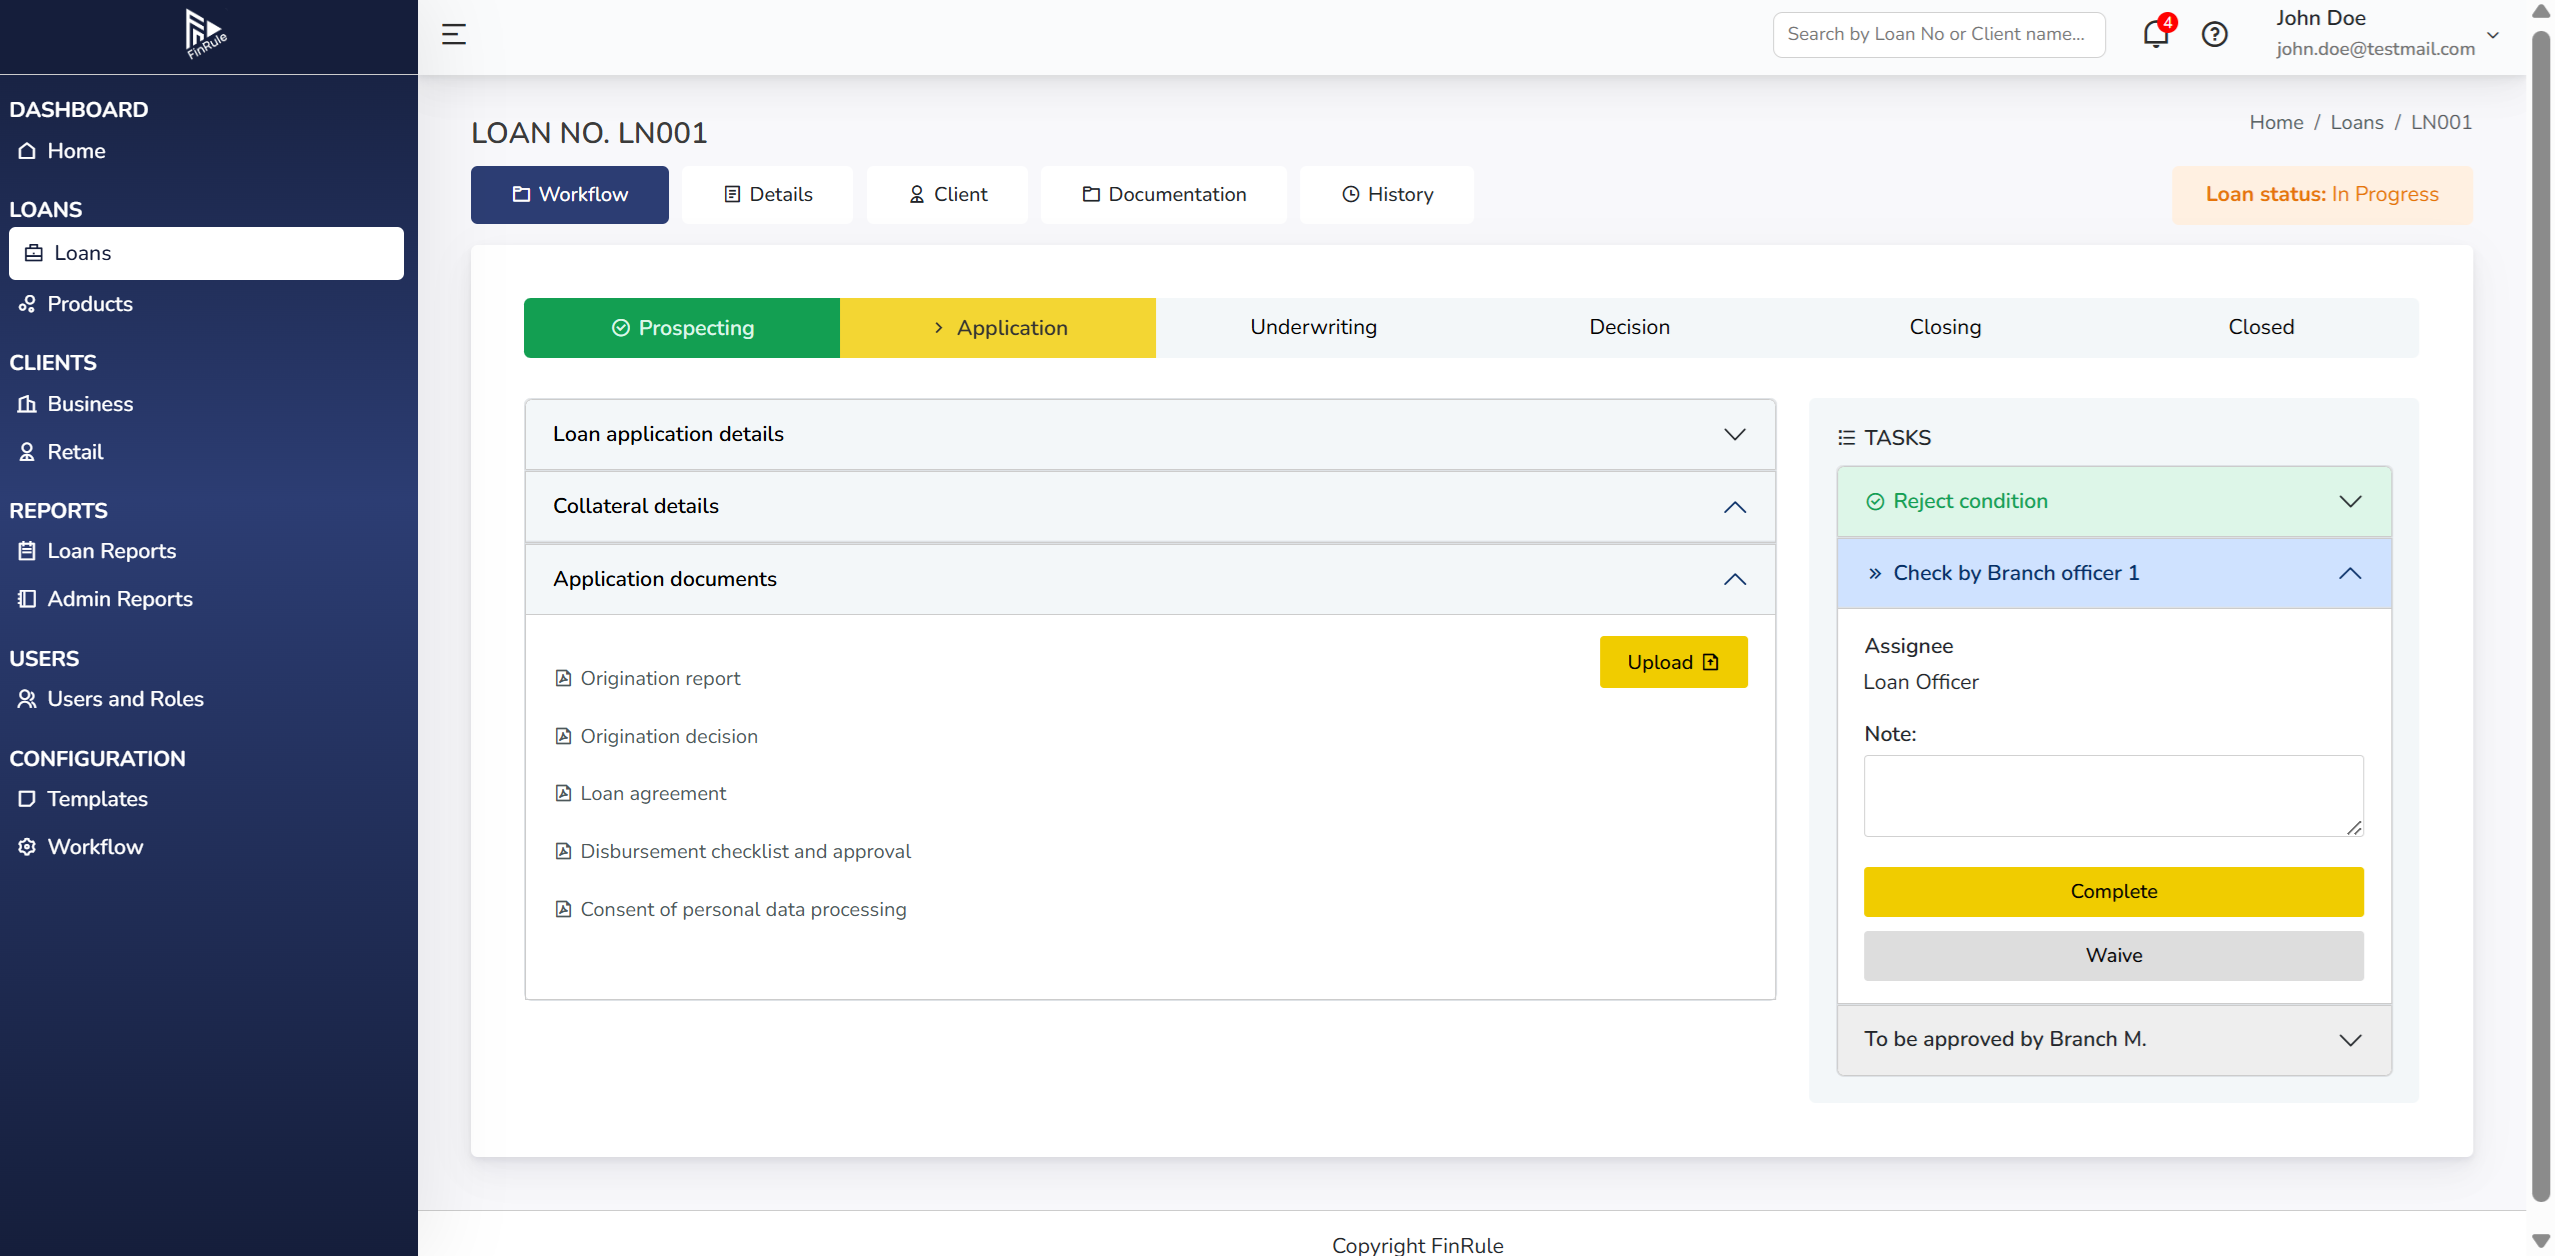 FinRule
Search by Loan No or Client name...
4
John Doe
john.doe@testmail.com
DASHBOARD
Home
LOANS
Loans
Products
CLIENTS
Business
Retail
REPORTS
Loan Reports
Admin Reports
USERS
Users and Roles
CONFIGURATION
Templates
Workflow
LOAN NO. LN001
Home / Loans / LN001
Workflow
Details
Client
Documentation
History
Loan status: In Progress
Prospecting
Application
Underwriting
Decision
Closing
Closed
Loan application details
Collateral details
Application documents
Upload
Origination report
Origination decision
Loan agreement
Disbursement checklist and approval
Consent of personal data processing
TASKS
Reject condition
Check by Branch officer 1
Assignee
Loan Officer
Note:
Complete
Waive
To be approved by Branch M.
Copyright FinRule